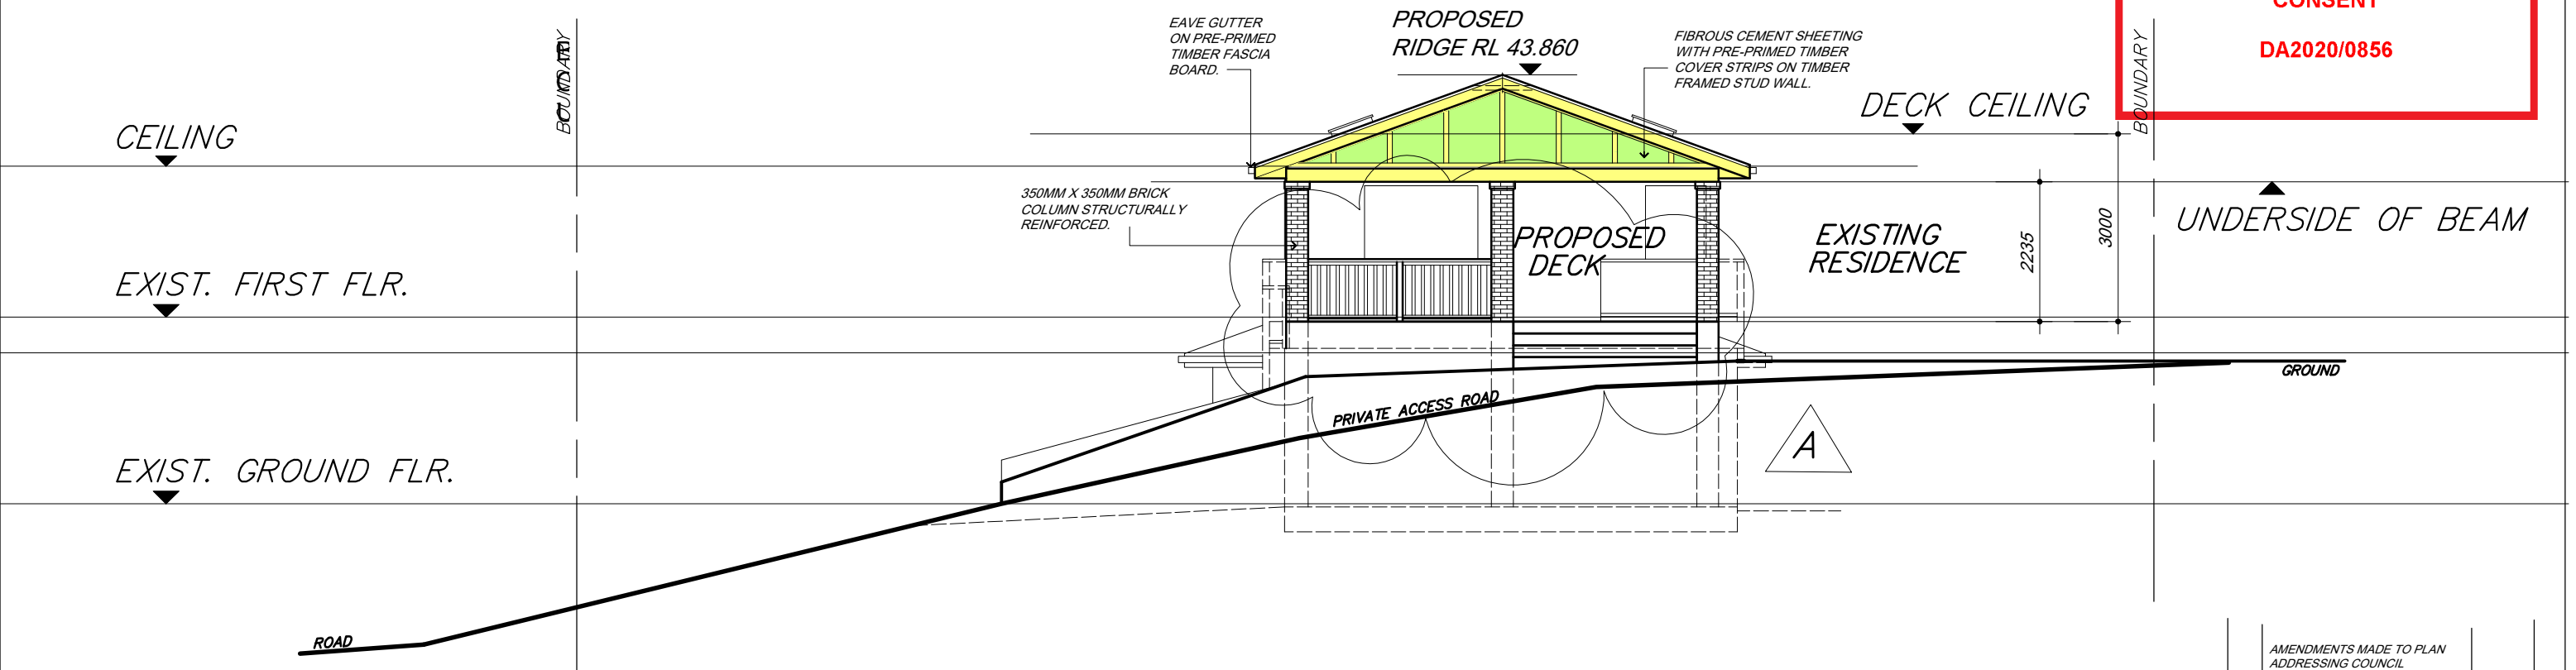 CONSENT
DA2020/0856
EAVE GUTTER
ON PRE-PRIMED
TIMBER FASCIA
BOARD.
PROPOSED
RIDGE RL 43.860
FIBROUS CEMENT SHEETING
WITH PRE-PRIMED TIMBER
COVER STRIPS ON TIMBER
FRAMED STUD WALL.
BOUNDARY
BOUNDARY
DECK CEILING
CEILING
350MM X 350MM BRICK
COLUMN STRUCTURALLY
REINFORCED.
UNDERSIDE OF BEAM
PROPOSED
DECK
EXISTING
RESIDENCE
2235
3000
EXIST. FIRST FLR.
GROUND
PRIVATE ACCESS ROAD
A
EXIST. GROUND FLR.
ROAD
AMENDMENTS MADE TO PLAN
ADDRESSING COUNCIL